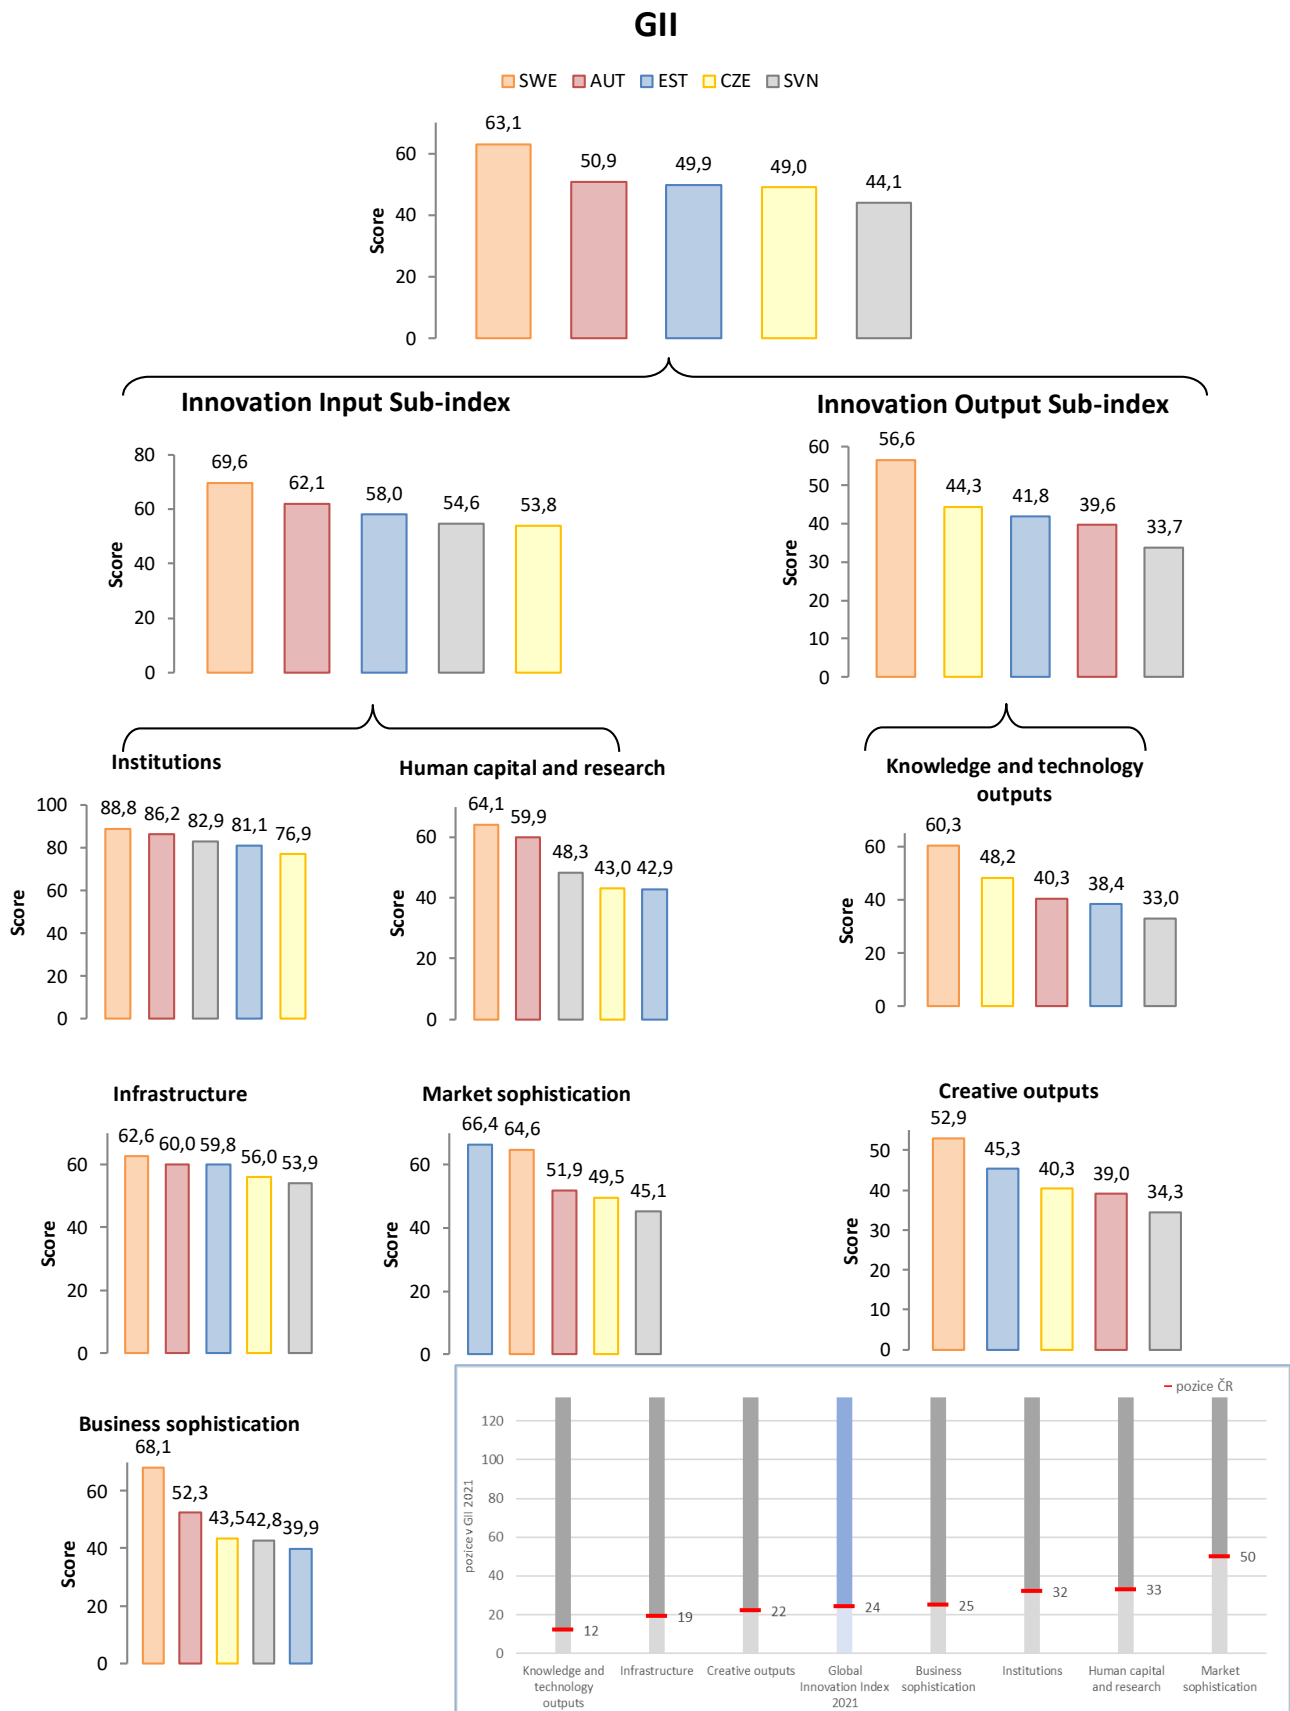 GII
SWE AUT EST CZE SVN
63,1 50,9 49,9 49,0 44,1
Score
60
40
20
0
Innovation Input Sub-index
69,6 62,1 58,0 54,6 53,8
Score
80
60
40
20
0
Innovation Output Sub-index
56,6 44,3 41,8 39,6 33,7
Score
60
50
40
30
20
10
0
Institutions
88,8 86,2 82,9 81,1 76,9
Score
100
80
60
40
20
0
Human capital and research
64,1 59,9 48,3 43,0 42,9
Score
60
40
20
0
Knowledge and technology
outputs
60,3 48,2 40,3 38,4 33,0
Score
60
40
20
0
Infrastructure
62,6 60,0 59,8 56,0 53,9
Score
60
40
20
0
Market sophistication
66,4 64,6 51,9 49,5 45,1
Score
60
40
20
0
Creative outputs
52,9 45,3 40,3 39,0 34,3
Score
50
40
30
20
10
0
Business sophistication
68,1 52,3 43,5 42,8 39,9
Score
60
40
20
0
pozice ČR
pozice v GII 2021
120
100
80
60
40
20
0
12 19 22 24 25 32 33 50
Knowledge and
technology
outputs
Infrastructure
Creative outputs
Global
Innovation Index
2021
Business
sophistication
Institutions
Human capital
and research
Market
sophistication